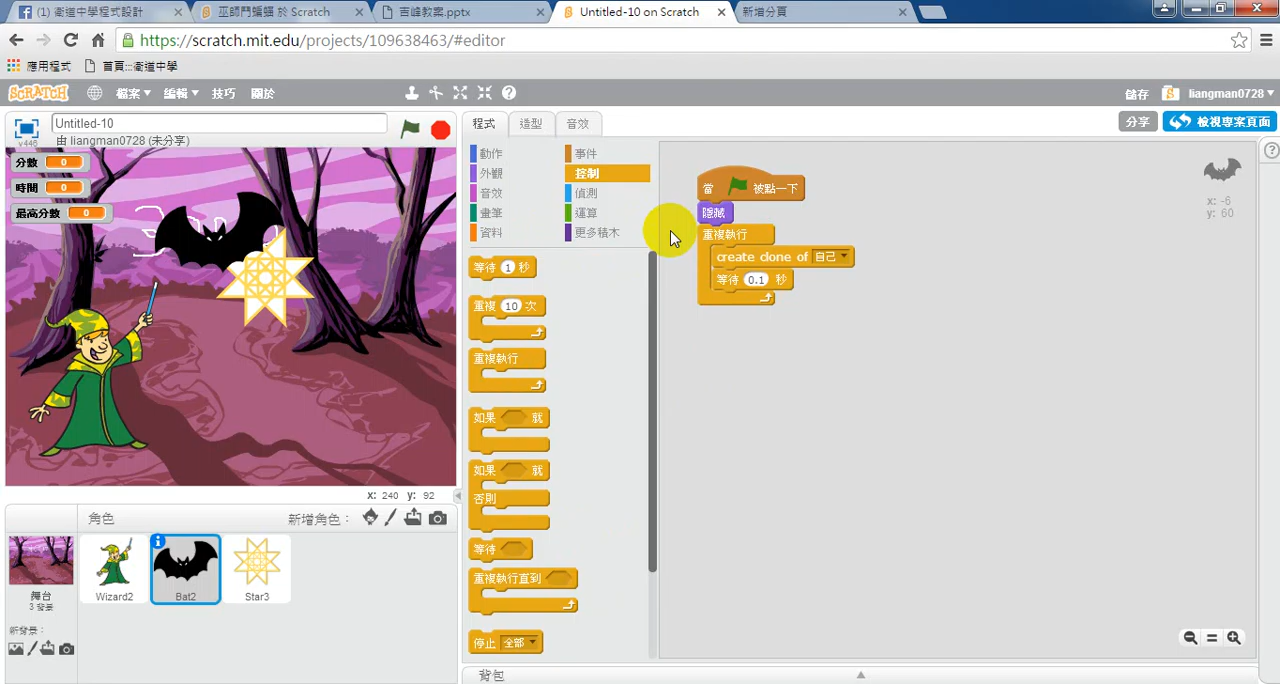 (1) 衛道中學程式設計
巫師鬥蝙蝠 於 Scratch
吉峰教案.pptx
Untitled-10 on Scratch
新增分頁
https://scratch.mit.edu/projects/109638463/#editor
應用程式
首頁:::衛道中學
SCRATCH
檔案
編輯
技巧
關於
儲存
liangman0728
Untitled-10
由 liangman0728 (未分享)
v446
程式
造型
音效
分享
檢視專案頁面
分數 0
時間 0
最高分數 0
動作
事件
外觀
控制
音效
偵測
畫筆
運算
資料
更多積木
等待 1 秒
重複 10 次
重複執行
如果 就
如果 就
否則
等待
重複執行直到
停止 全部
當 被點一下
隱藏
重複執行
create clone of 自己
等待 0.1 秒
x: -6
y: 60
x: 240 y: 92
角色
新增角色:
舞台
3 背景
新背景:
Wizard2
Bat2
Star3
背包